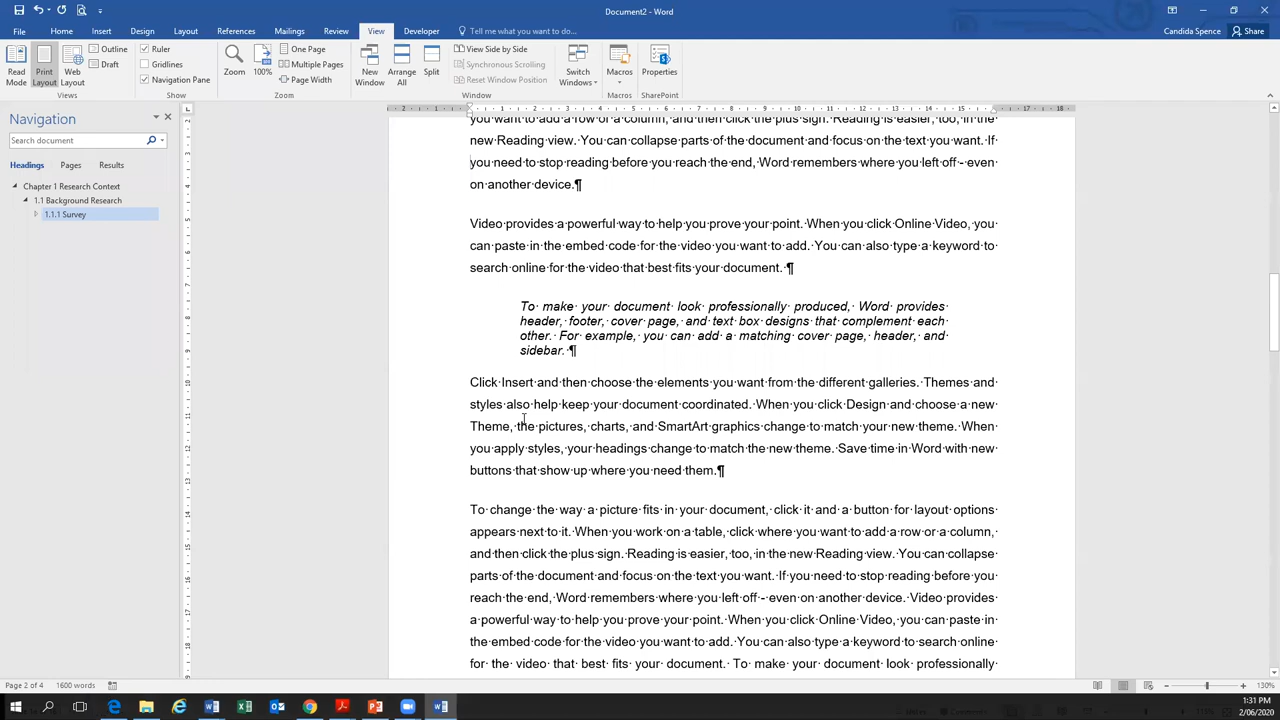 Document2 - Word
Candida Spence
File Home Insert Design Layout References Mailings Review View Developer Tell me what you want to do... Share
Read Mode
Print Layout
Web Layout
Outline
Draft
Views
Ruler
Gridlines
Navigation Pane
Show
Zoom
100%
One Page
Multiple Pages
Page Width
Zoom
New Window
Arrange All
Split
View Side by Side
Synchronous Scrolling
Reset Window Position
Window
Switch Windows
Macros
Macros
Properties
SharePoint
Navigation
Search document
Headings Pages Results
Chapter 1 Research Context
1.1 Background Research
1.1.1 Survey
you want to add a row or a column, and then click the plus sign. Reading is easier, too, in the
new Reading view. You can collapse parts of the document and focus on the text you want. If
you need to stop reading before you reach the end, Word remembers where you left off - even
on another device.¶
Video provides a powerful way to help you prove your point. When you click Online Video, you
can paste in the embed code for the video you want to add. You can also type a keyword to
search online for the video that best fits your document. ¶
To make your document look professionally produced, Word provides
header, footer, cover page, and text box designs that complement each
other. For example, you can add a matching cover page, header, and
sidebar. ¶
Click Insert and then choose the elements you want from the different galleries. Themes and
styles also help keep your document coordinated. When you click Design and choose a new
Theme, the pictures, charts, and SmartArt graphics change to match your new theme. When
you apply styles, your headings change to match the new theme. Save time in Word with new
buttons that show up where you need them.¶
To change the way a picture fits in your document, click it and a button for layout options
appears next to it. When you work on a table, click where you want to add a row or a column,
and then click the plus sign. Reading is easier, too, in the new Reading view. You can collapse
parts of the document and focus on the text you want. If you need to stop reading before you
reach the end, Word remembers where you left off - even on another device. Video provides
a powerful way to help you prove your point. When you click Online Video, you can paste in
the embed code for the video you want to add. You can also type a keyword to search online
for the video that best fits your document. To make your document look professionally
Page 2 of 4 1600 words 130%
1:31 PM
2/06/2020